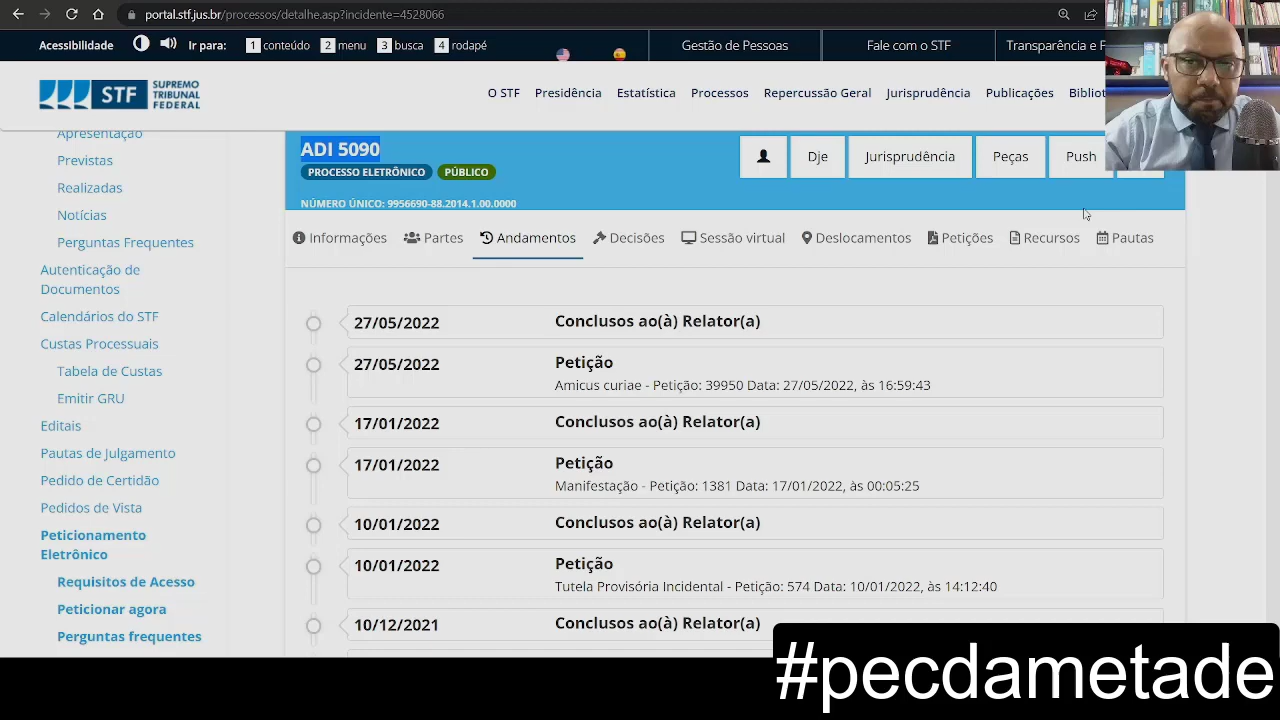 portal.stf.jus.br/processos/detalhe.asp?incidente=4528066
Acessibilidade
Ir para:
1 conteúdo
2 menu
3 busca
4 rodapé
Gestão de Pessoas
Fale com o STF
Transparência e P
STF
SUPREMO
TRIBUNAL
FEDERAL
O STF
Presidência
Estatística
Processos
Repercussão Geral
Jurisprudência
Publicações
Bibliot
Apresentação
Previstas
Realizadas
Notícias
Perguntas Frequentes
Autenticação de
Documentos
Calendários do STF
Custas Processuais
Tabela de Custas
Emitir GRU
Editais
Pautas de Julgamento
Pedido de Certidão
Pedidos de Vista
Peticionamento
Eletrônico
Requisitos de Acesso
Peticionar agora
Perguntas frequentes
ADI 5090
PROCESSO ELETRÔNICO
PÚBLICO
NÚMERO ÚNICO: 9956690-88.2014.1.00.0000
Dje
Jurisprudência
Peças
Push
Informações
Partes
Andamentos
Decisões
Sessão virtual
Deslocamentos
Petições
Recursos
Pautas
27/05/2022
Conclusos ao(à) Relator(a)
27/05/2022
Petição
Amicus curiae - Petição: 39950 Data: 27/05/2022, às 16:59:43
17/01/2022
Conclusos ao(à) Relator(a)
17/01/2022
Petição
Manifestação - Petição: 1381 Data: 17/01/2022, às 00:05:25
10/01/2022
Conclusos ao(à) Relator(a)
10/01/2022
Petição
Tutela Provisória Incidental - Petição: 574 Data: 10/01/2022, às 14:12:40
10/12/2021
Conclusos ao(à) Relator(a)
#pecdametade